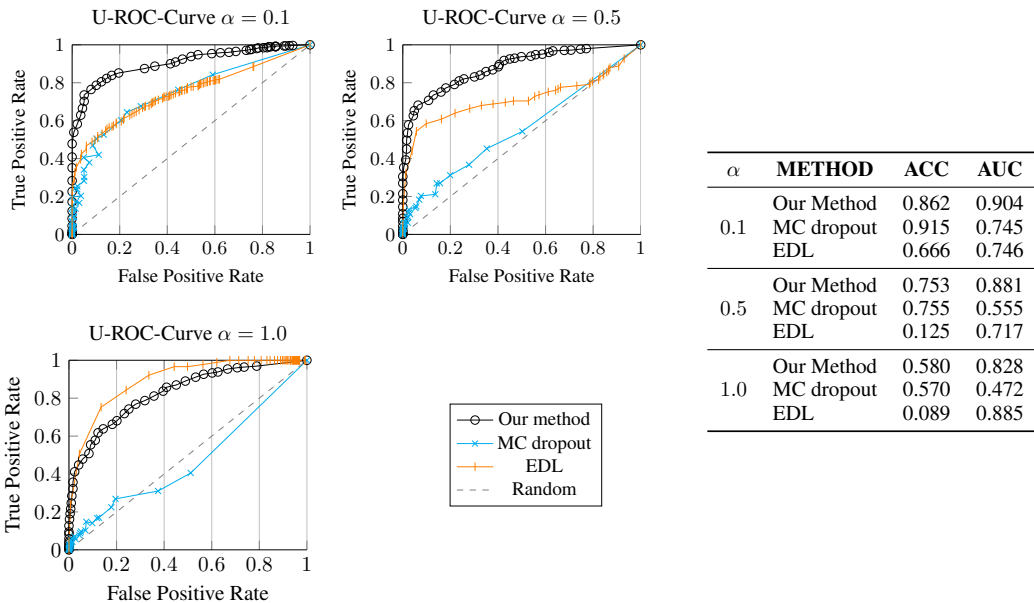 U-ROC-Curve α = 0.1
True Positive Rate
1
0.8
0.6
0.4
0.2
0
0 0.2 0.4 0.6 0.8 1
False Positive Rate
U-ROC-Curve α = 0.5
True Positive Rate
1
0.8
0.6
0.4
0.2
0
0 0.2 0.4 0.6 0.8 1
False Positive Rate
U-ROC-Curve α = 1.0
True Positive Rate
1
0.8
0.6
0.4
0.2
0
0 0.2 0.4 0.6 0.8 1
False Positive Rate
Our method
MC dropout
EDL
Random
α METHOD ACC AUC
Our Method 0.862 0.904
0.1 MC dropout 0.915 0.745
EDL 0.666 0.746
Our Method 0.753 0.881
0.5 MC dropout 0.755 0.555
EDL 0.125 0.717
Our Method 0.580 0.828
1.0 MC dropout 0.570 0.472
EDL 0.089 0.885